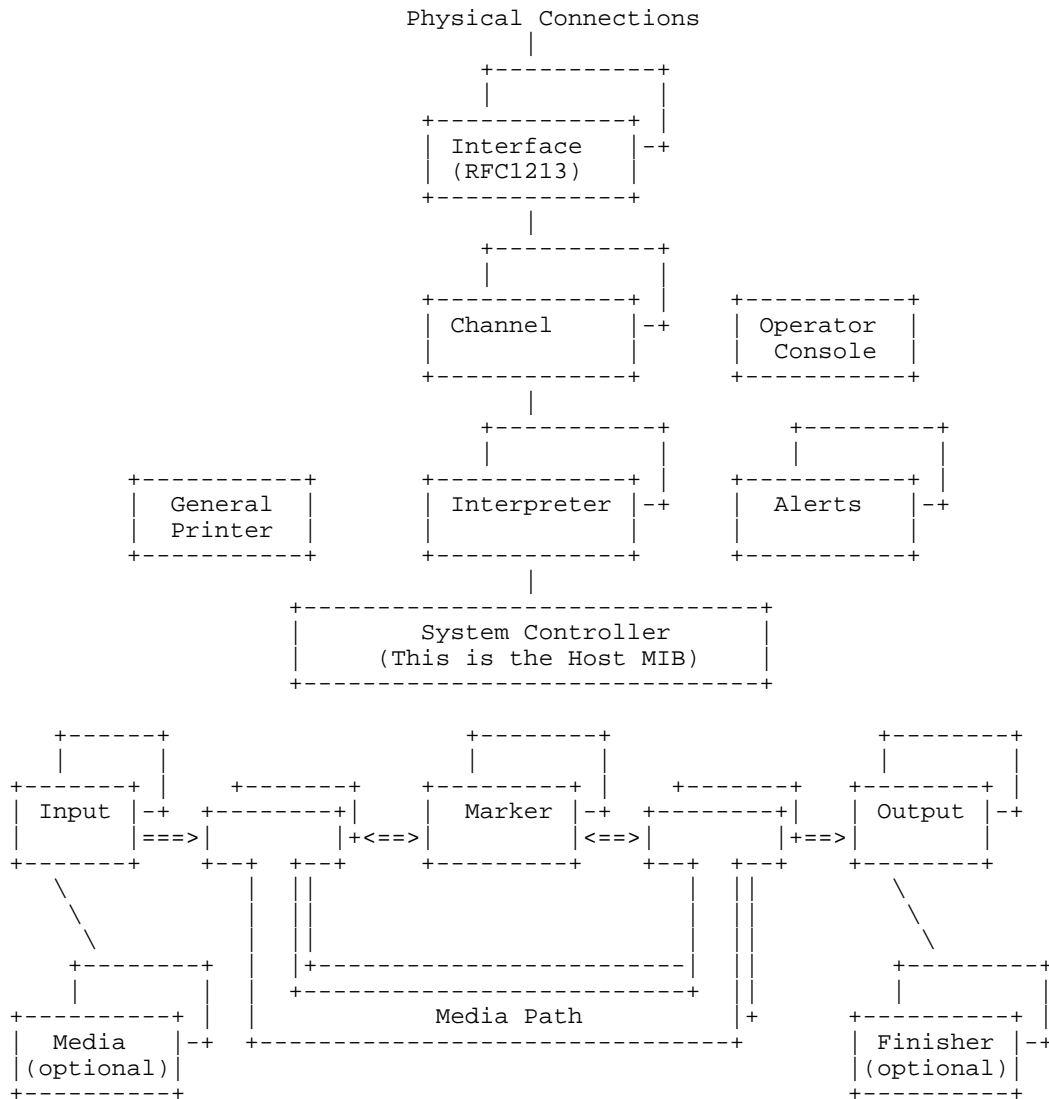 Physical Connections
Interface
(RFC1213)
Channel
Operator
Console
General
Printer
Interpreter
Alerts
System Controller
(This is the Host MIB)
Input
Marker
Output
Media Path
Media
(optional)
Finisher
(optional)